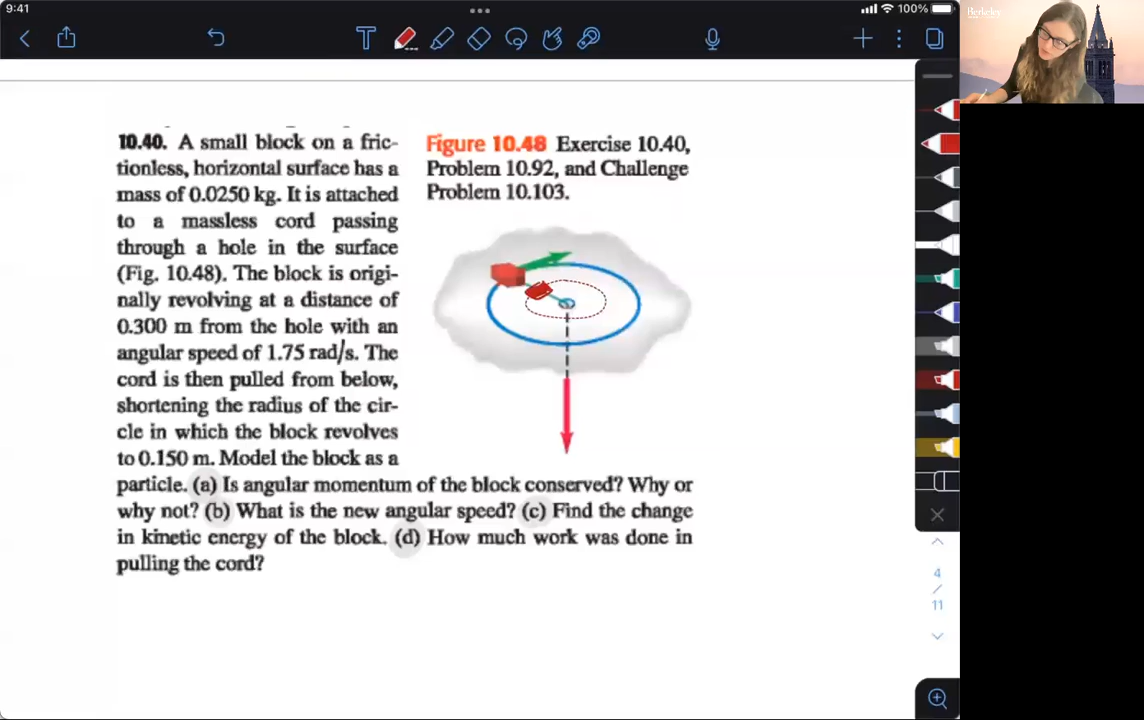 9:41
100%
Berkeley
10.40. A small block on a fric-
tionless, horizontal surface has a
mass of 0.0250 kg. It is attached
to a massless cord passing
through a hole in the surface
(Fig. 10.48). The block is origi-
nally revolving at a distance of
0.300 m from the hole with an
angular speed of 1.75 rad/s. The
cord is then pulled from below,
shortening the radius of the cir-
cle in which the block revolves
to 0.150 m. Model the block as a
particle. (a) Is angular momentum of the block conserved? Why or
why not? (b) What is the new angular speed? (c) Find the change
in kinetic energy of the block. (d) How much work was done in
pulling the cord?
Figure 10.48 Exercise 10.40,
Problem 10.92, and Challenge
Problem 10.103.
4
/
11